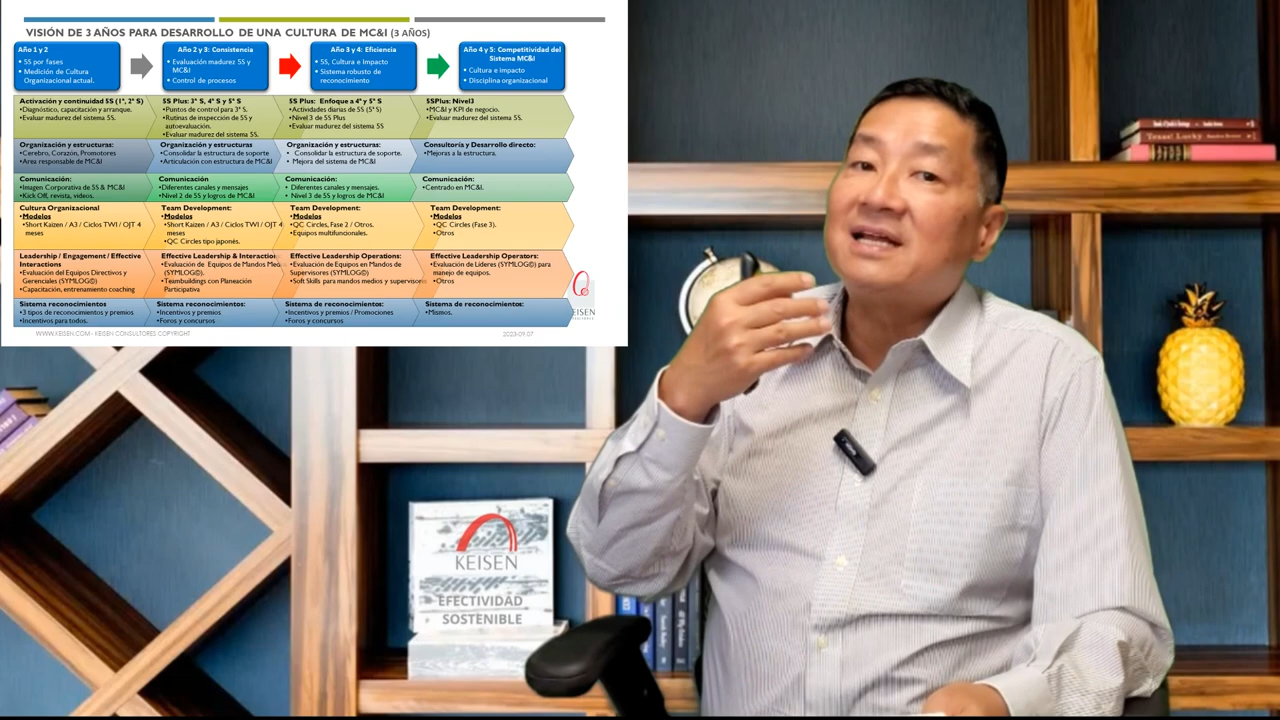 VISIÓN DE 3 AÑOS PARA DESARROLLO DE UNA CULTURA DE MC&I (3 AÑOS)
Año 1 y 2
• 5S por fases
• Medición de Cultura
Organizacional actual.
Año 2 y 3: Consistencia
• Evaluación madurez 5S y
MC&I
• Control de procesos
Año 3 y 4: Eficiencia
• 5S, Cultura e Impacto
• Sistema robusto de
reconocimiento
Año 4 y 5: Competitividad del
Sistema MC&I
• Cultura e impacto
• Disciplina organizacional
Activación y continuidad 5S (1ª, 2ª S)
•Diagnóstico, capacitación y arranque.
•Evaluar madurez del sistema 5S.
5S Plus: 3ª S, 4ª S y 5ª S
•Puntos de control para 3ª S.
•Rutinas de inspección de 5S y
autoevaluación.
•Evaluar madurez del sistema 5S.
5S Plus: Enfoque a 4ª y 5ª S
•Actividades diarias de 5S (5ª S)
•Nivel 3 de 5S Plus
•Evaluar madurez del sistema 5S
5SPlus: Nivel3
•MC&I y KPI de negocio.
•Evaluar madurez del sistema 5S.
Organización y estructuras:
•Cerebro, Corazón, Promotores
•Area responsable de MC&I
Organización y estructuras
•Consolidar la estructura de soporte
•Articulación con estructura de MC&I
Organización y estructuras:
• Consolidar la estructura de soporte.
• Mejora del sistema de MC&I
Consultoría y Desarrollo directo:
•Mejoras a la estructura.
Comunicación:
•Imagen Corporativa de 5S & MC&I
•Kick Off, revista, videos.
Comunicación
•Diferentes canales y mensajes
•Nivel 2 de 5S y logros de MC&I
Comunicación:
• Diferentes canales y mensajes.
• Nivel 3 de 5S y logros de MC&I
Comunicación:
•Centrado en MC&I.
Cultura Organizacional
•Modelos
•Short Kaizen / A3 / Ciclos TWI / OJT 4
meses
Team Development:
•Modelos
•Short Kaizen / A3 / Ciclos TWI / OJT 4
meses
•QC Circles tipo japonés.
Team Development:
•Modelos
•QC Circles, Fase 2 / Otros.
•Equipos multifuncionales.
Team Development:
•Modelos
•QC Circles (Fase 3).
•Otros
Leadership / Engagement / Effective
Interactions
•Evaluación del Equipos Directivos y
Gerenciales (SYMLOG©)
•Capacitación, entrenamiento coaching
Effective Leadership & Interaction
•Evaluación de Equipos de Mandos Med
(SYMLOG©).
•Teambuildings con Planeación
Participativa
Effective Leadership Operations:
•Evaluación de Equipos en Mandos de
Supervisores (SYMLOG©)
•Soft Skills para mandos medios y supervisores
Effective Leadership Operators:
•Evaluación de Líderes (SYMLOG©) para
manejo de equipos.
•Otros
Sistema reconocimientos
•3 tipos de reconocimientos y premios
•Incentivos para todos.
Sistema reconocimientos:
•Incentivos y premios
•Foros y concursos
Sistema de reconocimientos:
•Incentivos y premios / Promociones
•Foros y concursos
Sistema de reconocimientos:
•Mismos.
WWW.KEISEN.COM - KEISEN CONSULTORES COPYRIGHT
2023-09-07
EISEN
KEISEN
EFECTIVIDAD
SOSTENIBLE